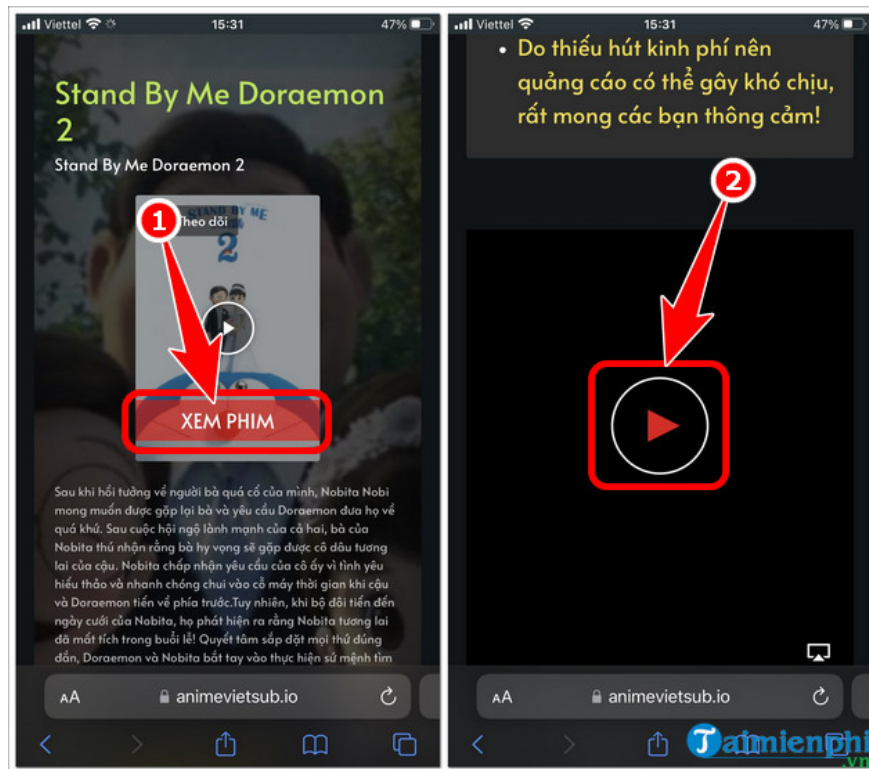 Viettel 15:31 47%
Stand By Me Doraemon
2
Stand By Me Doraemon 2
1
Theo dõi
STAND BY ME
2
XEM PHIM
Sau khi hồi tưởng về người bà quá cố của mình, Nobita Nobi
mong muốn được gặp lại bà và yêu cầu Doraemon đưa họ về
quá khứ. Sau cuộc hội ngộ lành mạnh của cả hai, bà của
Nobita thú nhận rằng bà hy vọng sẽ gặp được cô dâu tương
lai của cậu. Nobita chấp nhận yêu cầu của cô ấy vì tình yêu
hiếu thảo và nhanh chóng chui vào cỗ máy thời gian khi cậu
và Doraemon tiến về phía trước.Tuy nhiên, khi bộ đôi tiến đến
ngày cưới của Nobita, họ phát hiện ra rằng Nobita tương lai
đã mất tích trong buổi lễ! Quyết tâm sắp đặt mọi thứ đúng
đắn, Doraemon và Nobita bắt tay vào thực hiện sứ mệnh tìm
AA animevietsub.io
Viettel 15:31 47%
• Do thiếu hút kinh phí nên
quảng cáo có thể gây khó chịu,
rất mong các bạn thông cảm!
2
AA animevietsub.io
Taimienphi
.vn